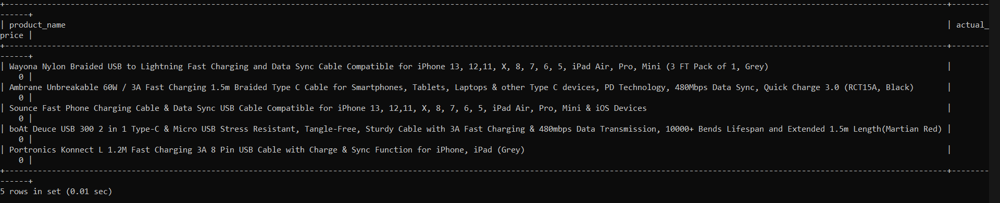 +---------------------------------------------------------------------------------------------------------------------------------------------------------------------------------------------------------+--------
------+
| product_name                                                                                                                                                                                            | actual_
price |
+---------------------------------------------------------------------------------------------------------------------------------------------------------------------------------------------------------+--------
------+
| Wayona Nylon Braided USB to Lightning Fast Charging and Data Sync Cable Compatible for iPhone 13, 12,11, X, 8, 7, 6, 5, iPad Air, Pro, Mini (3 FT Pack of 1, Grey)                                      |
    0 |
| Ambrane Unbreakable 60W / 3A Fast Charging 1.5m Braided Type C Cable for Smartphones, Tablets, Laptops & other Type C devices, PD Technology, 480Mbps Data Sync, Quick Charge 3.0 (RCT15A, Black)       |
    0 |
| Sounce Fast Phone Charging Cable & Data Sync USB Cable Compatible for iPhone 13, 12,11, X, 8, 7, 6, 5, iPad Air, Pro, Mini & iOS Devices                                                                |
    0 |
| boAt Deuce USB 300 2 in 1 Type-C & Micro USB Stress Resistant, Tangle-Free, Sturdy Cable with 3A Fast Charging & 480mbps Data Transmission, 10000+ Bends Lifespan and Extended 1.5m Length(Martian Red) |
    0 |
| Portronics Konnect L 1.2M Fast Charging 3A 8 Pin USB Cable with Charge & Sync Function for iPhone, iPad (Grey)                                                                                          |
    0 |
+---------------------------------------------------------------------------------------------------------------------------------------------------------------------------------------------------------+--------
------+
5 rows in set (0.01 sec)